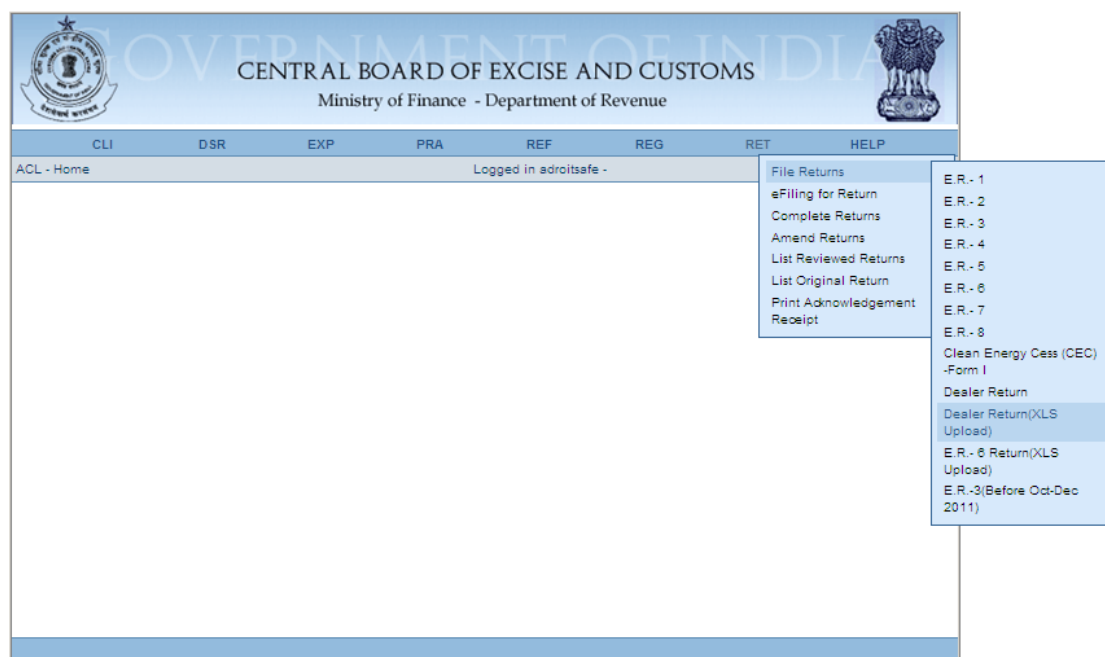 GOVERNMENT OF INDIA
CENTRAL BOARD OF EXCISE AND CUSTOMS
Ministry of Finance - Department of Revenue
CLI DSR EXP PRA REF REG RET HELP
ACL - Home Logged in adroitsafe -
File Returns
eFiling for Return
Complete Returns
Amend Returns
List Reviewed Returns
List Original Return
Print Acknowledgement
Receipt
E.R.- 1
E.R.- 2
E.R.- 3
E.R.- 4
E.R.- 5
E.R.- 6
E.R.- 7
E.R.- 8
Clean Energy Cess (CEC)
-Form I
Dealer Return
Dealer Return(XLS
Upload)
E.R.- 6 Return(XLS
Upload)
E.R.-3(Before Oct-Dec
2011)